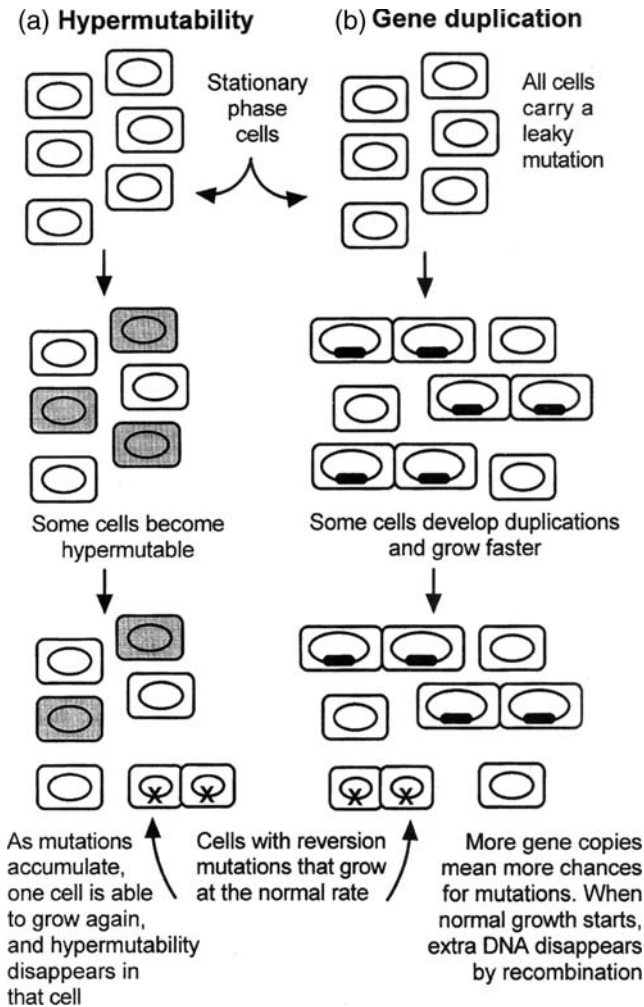 (a) Hypermutability
(b) Gene duplication
Stationary
phase
cells
All cells
carry a
leaky
mutation
Some cells become
hypermutable
Some cells develop duplications
and grow faster
X X
X X
As mutations
accumulate,
one cell is able
to grow again,
and hypermutability
disappears in
that cell
Cells with reversion
mutations that grow
at the normal rate
More gene copies
mean more chances
for mutations. When
normal growth starts,
extra DNA disappears
by recombination